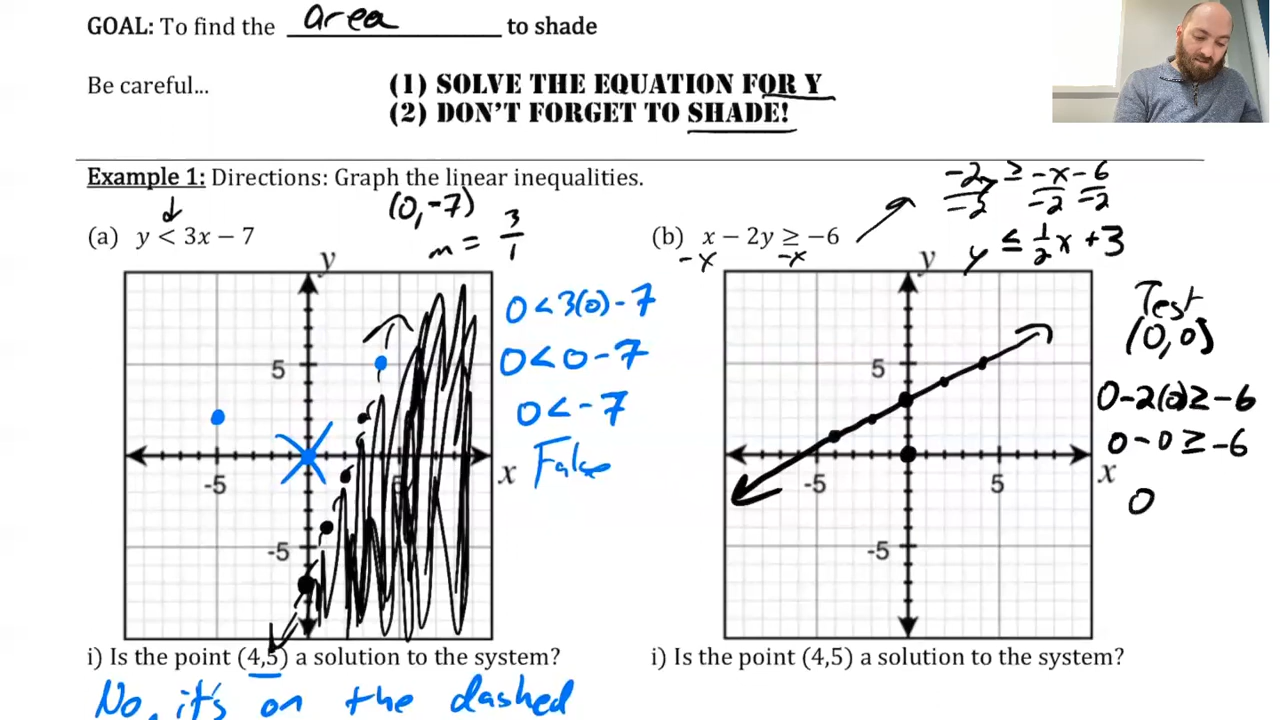 GOAL: To find the area to shade
Be careful...
(1) SOLVE THE EQUATION FOR Y
(2) DON'T FORGET TO SHADE!
Example 1: Directions: Graph the linear inequalities.
(a) y < 3x − 7
(0, -7)
m = 3/1
y
5
-5
-5
x
0 < 3(0) - 7
0 < 0 - 7
0 < -7
False
i) Is the point (4,5) a solution to the system?
No, it's on the dashed
(b) x − 2y ≥ −6
-x -x
-2y ≥ -x - 6
-2 -2 -2
y ≤ 1/2 x + 3
y
5
-5
5
-5
x
Test
(0,0)
0 - 2(0) ≥ -6
0 - 0 ≥ -6
0
i) Is the point (4,5) a solution to the system?